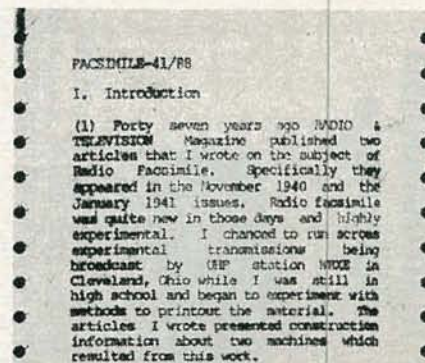 FACSIMILE-41/88
I. Introduction
(1) Forty seven years ago RADIO &
TELEVISION Magazine published two
articles that I wrote on the subject of
Radio Facsimile. Specifically they
appeared in the November 1940 and the
January 1941 issues. Radio facsimile
was quite new in those days and highly
experimental. I chanced to run across
experimental transmissions being
broadcast by UHF station in
Cleveland, Ohio while I was still in
high school and began to experiment with
methods to printout the material. The
articles I wrote presented construction
information about two machines which
resulted from this work.